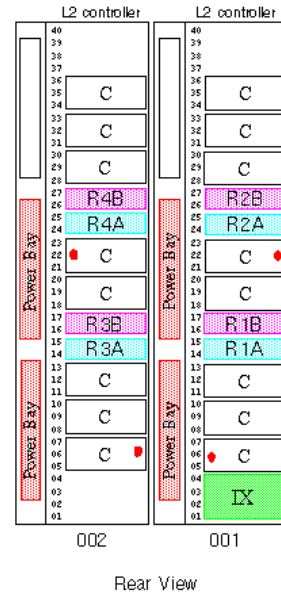 L2 controller L2 controller
40 40
39 39
38 38
37 37
36 36
35 C 35 C
34 34
33 33
32 C 32 C
31 31
30 30
29 C 29 C
28 28
27 R4B 27 R2B
26 26
25 R4A 25 R2A
24 24
23 23
22 C 22 C
21 21
Power Bay Power Bay
20 20
19 C 19 C
18 18
17 R3B 17 R1B
16 16
15 R3A 15 R1A
14 14
13 13
12 C 12 C
11 11
10 10
09 C 09 C
08 08
Power Bay Power Bay
07 07
06 C 06 C
05 05
04 04
03 03
02 02 IX
01 01
002 001
Rear View